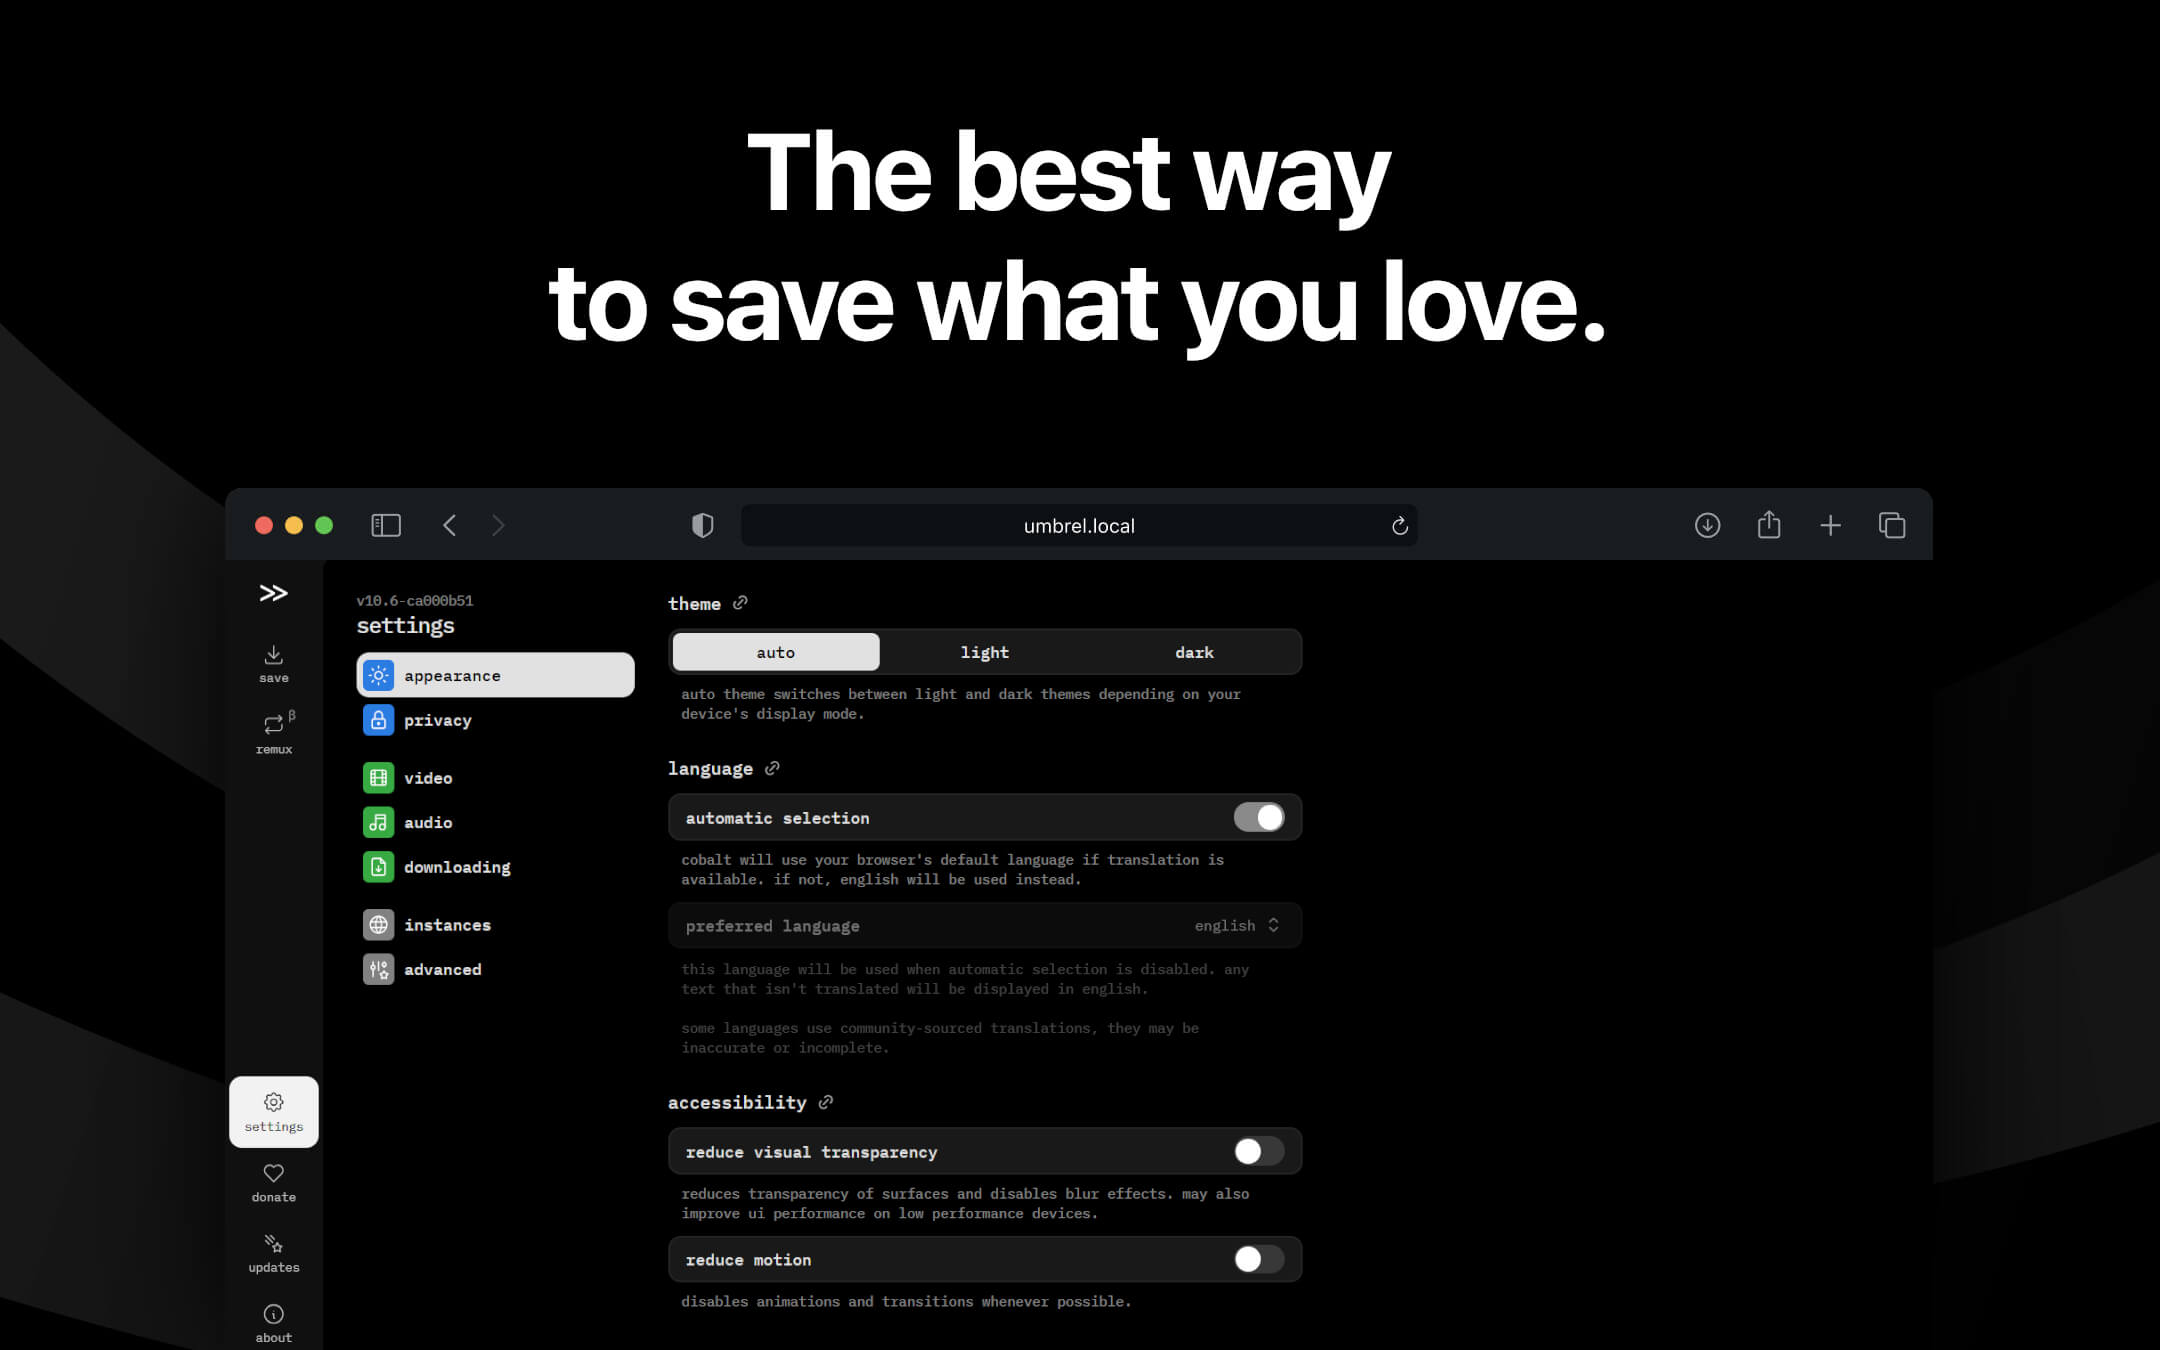 The best way
to save what you love.
umbrel.local
save
β
remux
settings
donate
updates
about
v10.6-ca000b51
settings
appearance
privacy
video
audio
downloading
instances
advanced
theme
auto light dark
auto theme switches between light and dark themes depending on your
device's display mode.
language
automatic selection
cobalt will use your browser's default language if translation is
available. if not, english will be used instead.
preferred language english
this language will be used when automatic selection is disabled. any
text that isn't translated will be displayed in english.
some languages use community-sourced translations, they may be
inaccurate or incomplete.
accessibility
reduce visual transparency
reduces transparency of surfaces and disables blur effects. may also
improve ui performance on low performance devices.
reduce motion
disables animations and transitions whenever possible.